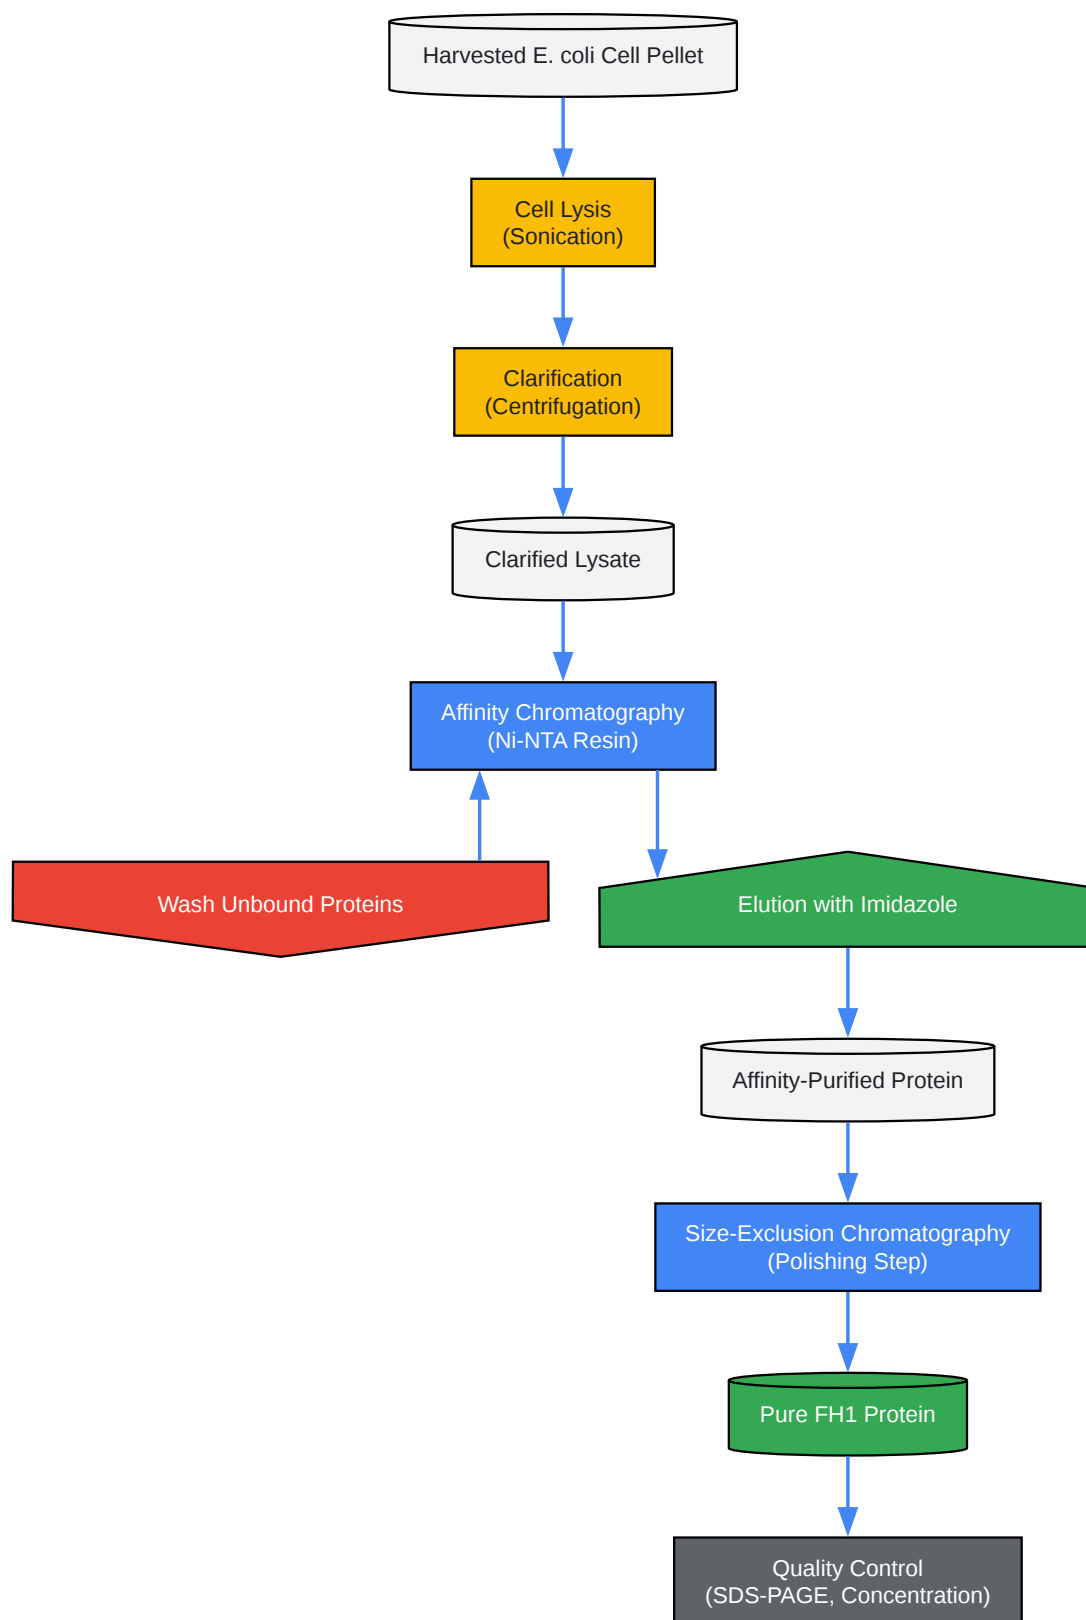 Harvested E. coli Cell Pellet
Cell Lysis
(Sonication)
Clarification
(Centrifugation)
Clarified Lysate
Affinity Chromatography
(Ni-NTA Resin)
Wash Unbound Proteins
Elution with Imidazole
Affinity-Purified Protein
Size-Exclusion Chromatography
(Polishing Step)
Pure FH1 Protein
Quality Control
(SDS-PAGE, Concentration)